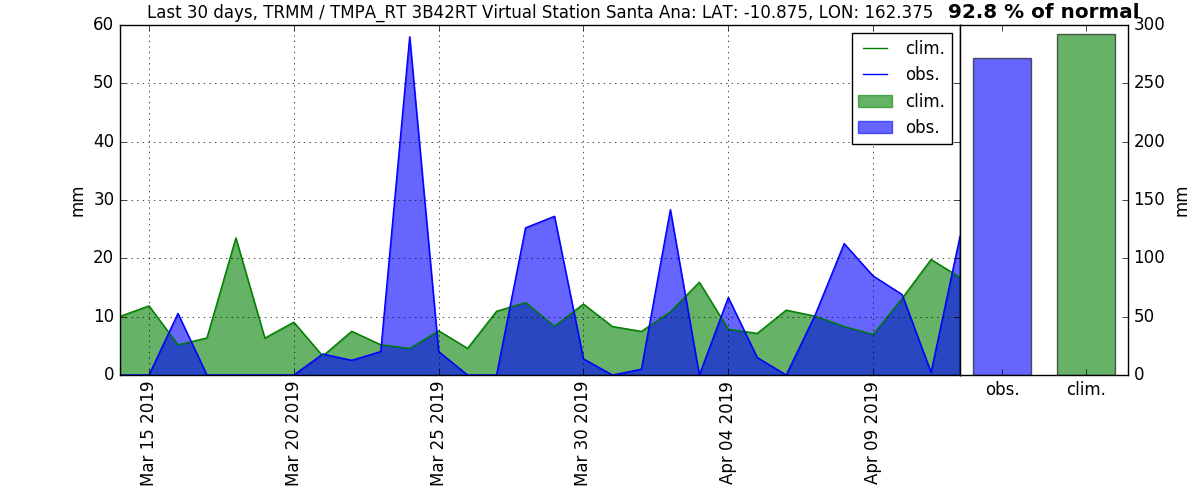 Last 30 days, TRMM / TMPA_RT 3B42RT Virtual Station Santa Ana: LAT: -10.875, LON: 162.375
92.8 % of normal
60
50
40
30
20
10
0
mm
clim.
obs.
clim.
obs.
300
250
200
150
100
50
0
mm
obs.
clim.
Mar 15 2019
Mar 20 2019
Mar 25 2019
Mar 30 2019
Apr 04 2019
Apr 09 2019